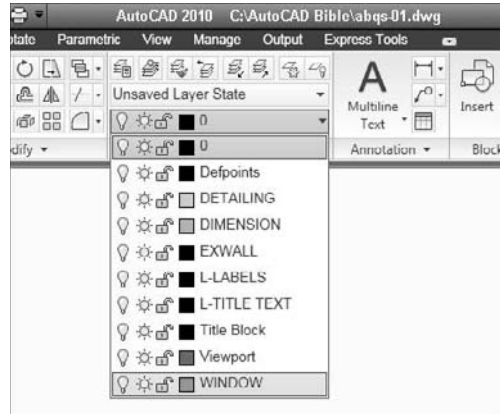 AutoCAD 2010 C:\AutoCAD Bible\abqs-01.dwg
otate Parametric View Manage Output Express Tools
Unsaved Layer State
0
Multiline
Text
Insert
dify
Annotation
Block
0
Defpoints
DETAILING
DIMENSION
EXWALL
L-LABELS
L-TITLE TEXT
Title Block
Viewport
WINDOW